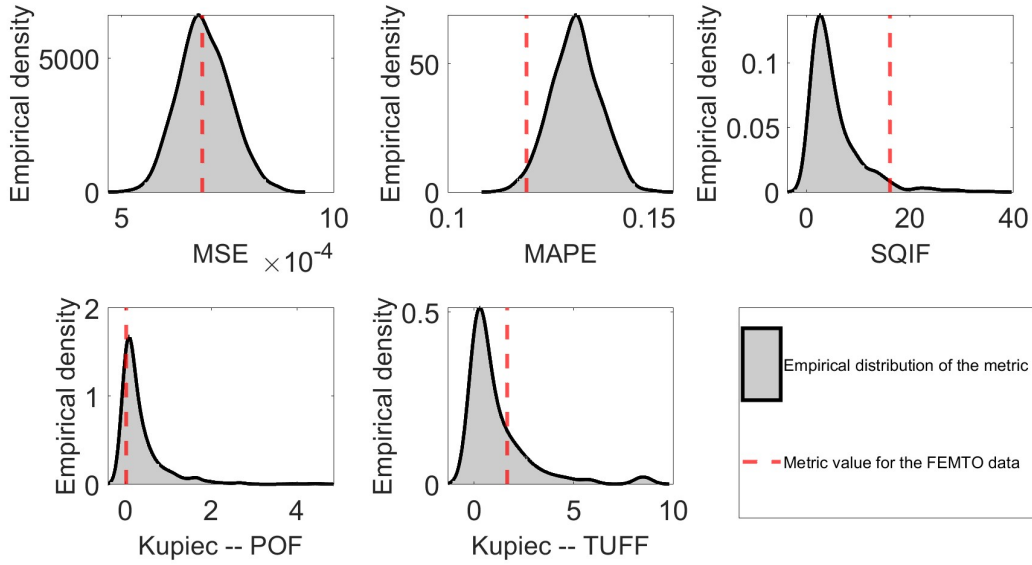 Empirical density
5000
0
5
10
MSE
×10^-4
Empirical density
50
0
0.1
0.15
MAPE
Empirical density
0.1
0.05
0
0
20
40
SQIF
Empirical density
2
1
0
0
2
4
Kupiec -- POF
Empirical density
0.5
0
0
5
10
Kupiec -- TUFF
Empirical distribution of the metric
Metric value for the FEMTO data